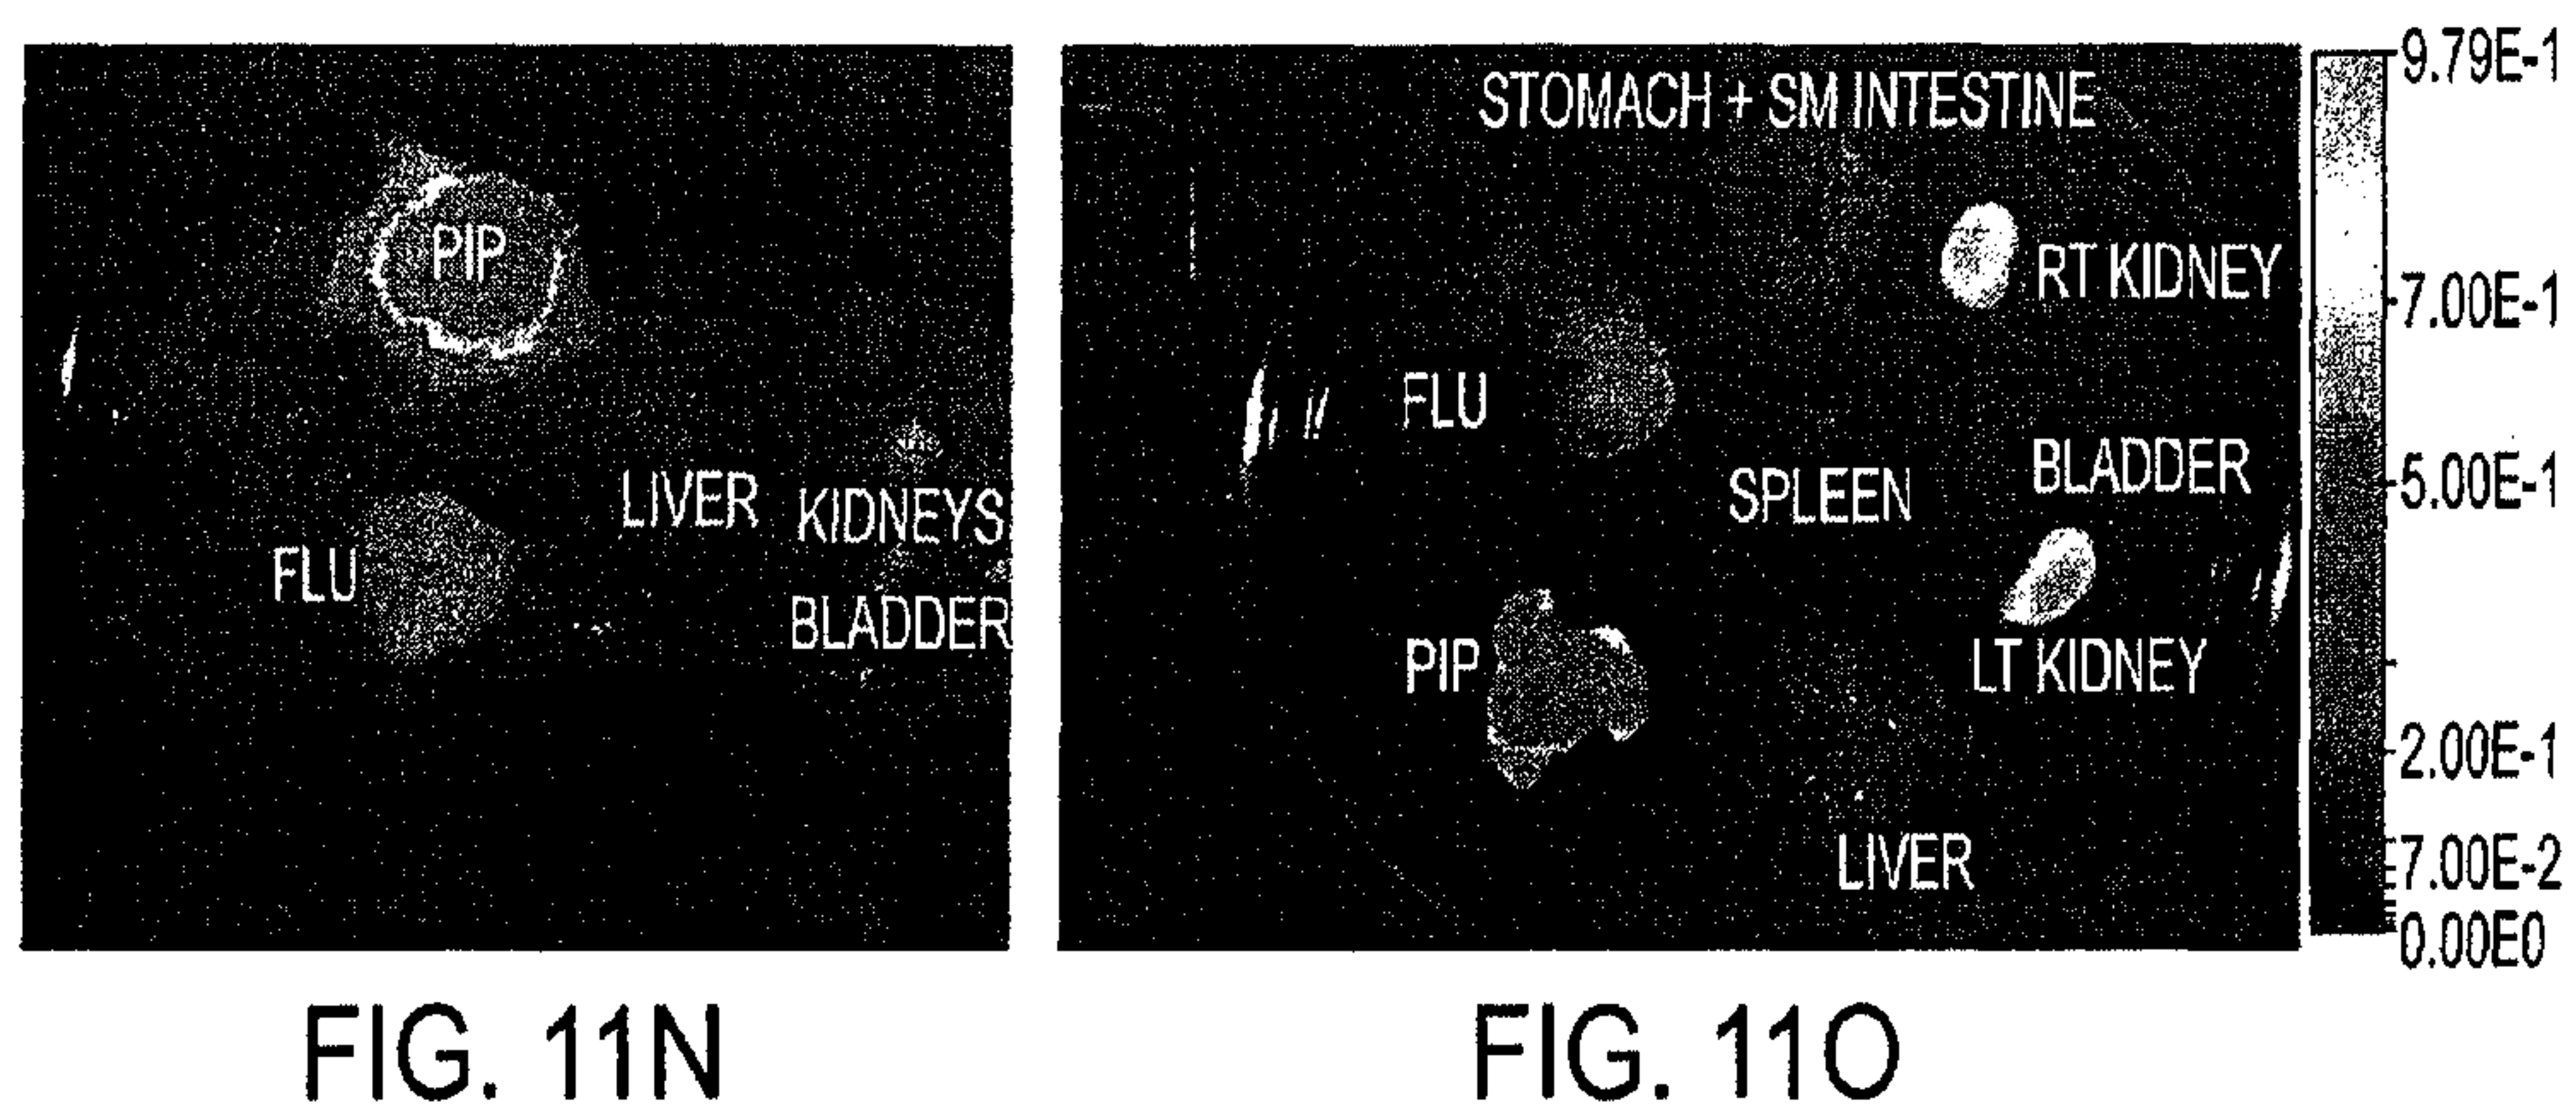 PIP
FLU
LIVER
KIDNEYS
BLADDER
FIG. 11N
STOMACH + SM INTESTINE
RT KIDNEY
FLU
SPLEEN
BLADDER
PIP
LT KIDNEY
LIVER
9.79E-1
7.00E-1
5.00E-1
2.00E-1
7.00E-2
0.00E0
FIG. 11O